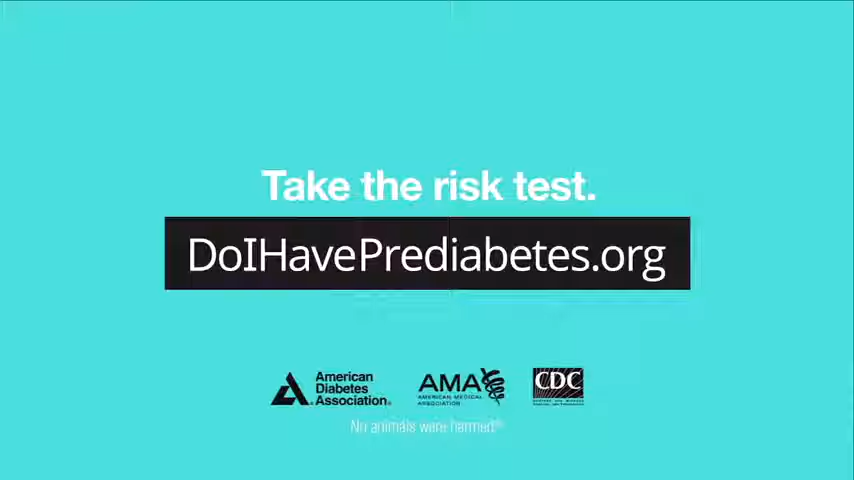 Take the risk test.
DoIHavePrediabetes.org
American
Diabetes
Association®
AMA
AMERICAN MEDICAL
ASSOCIATION
CDC
No animals were harmed